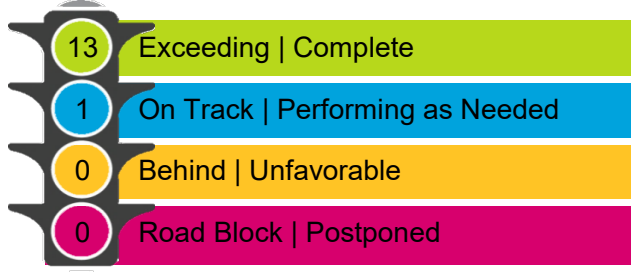 13 Exceeding | Complete
1 On Track | Performing as Needed
0 Behind | Unfavorable
0 Road Block | Postponed